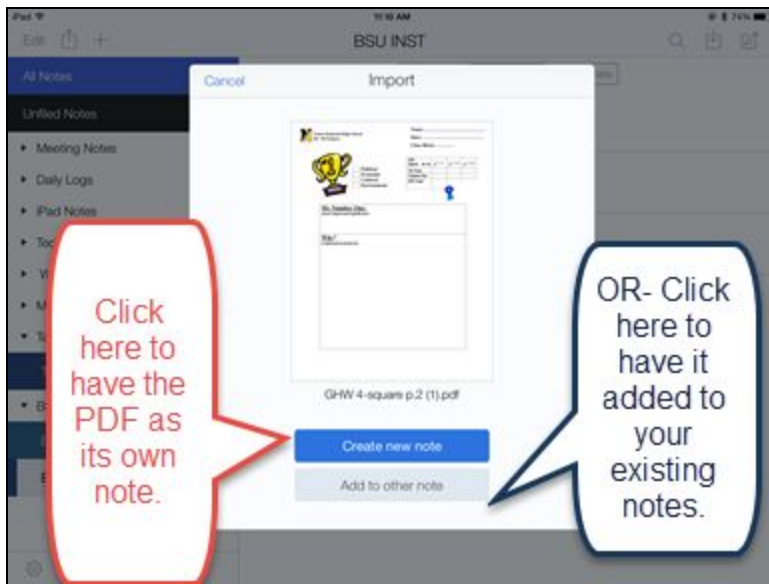 iPad
11:10 AM
74%
Edit
BSU INST
All Notes
Cancel
Import
Unfiled Notes
Meeting Notes
Daily Logs
iPad Notes
GHW 4-square p.2 (1).pdf
Create new note
Add to other note
Click
here to
have the
PDF as
its own
note.
OR- Click
here to
have it
added to
your
existing
notes.